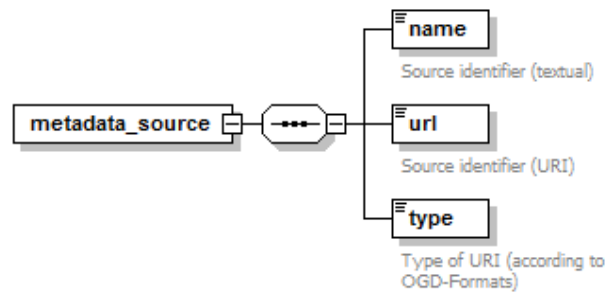 name
Source identifier (textual)
metadata_source
url
Source identifier (URI)
type
Type of URI (according to
OGD-Formats)